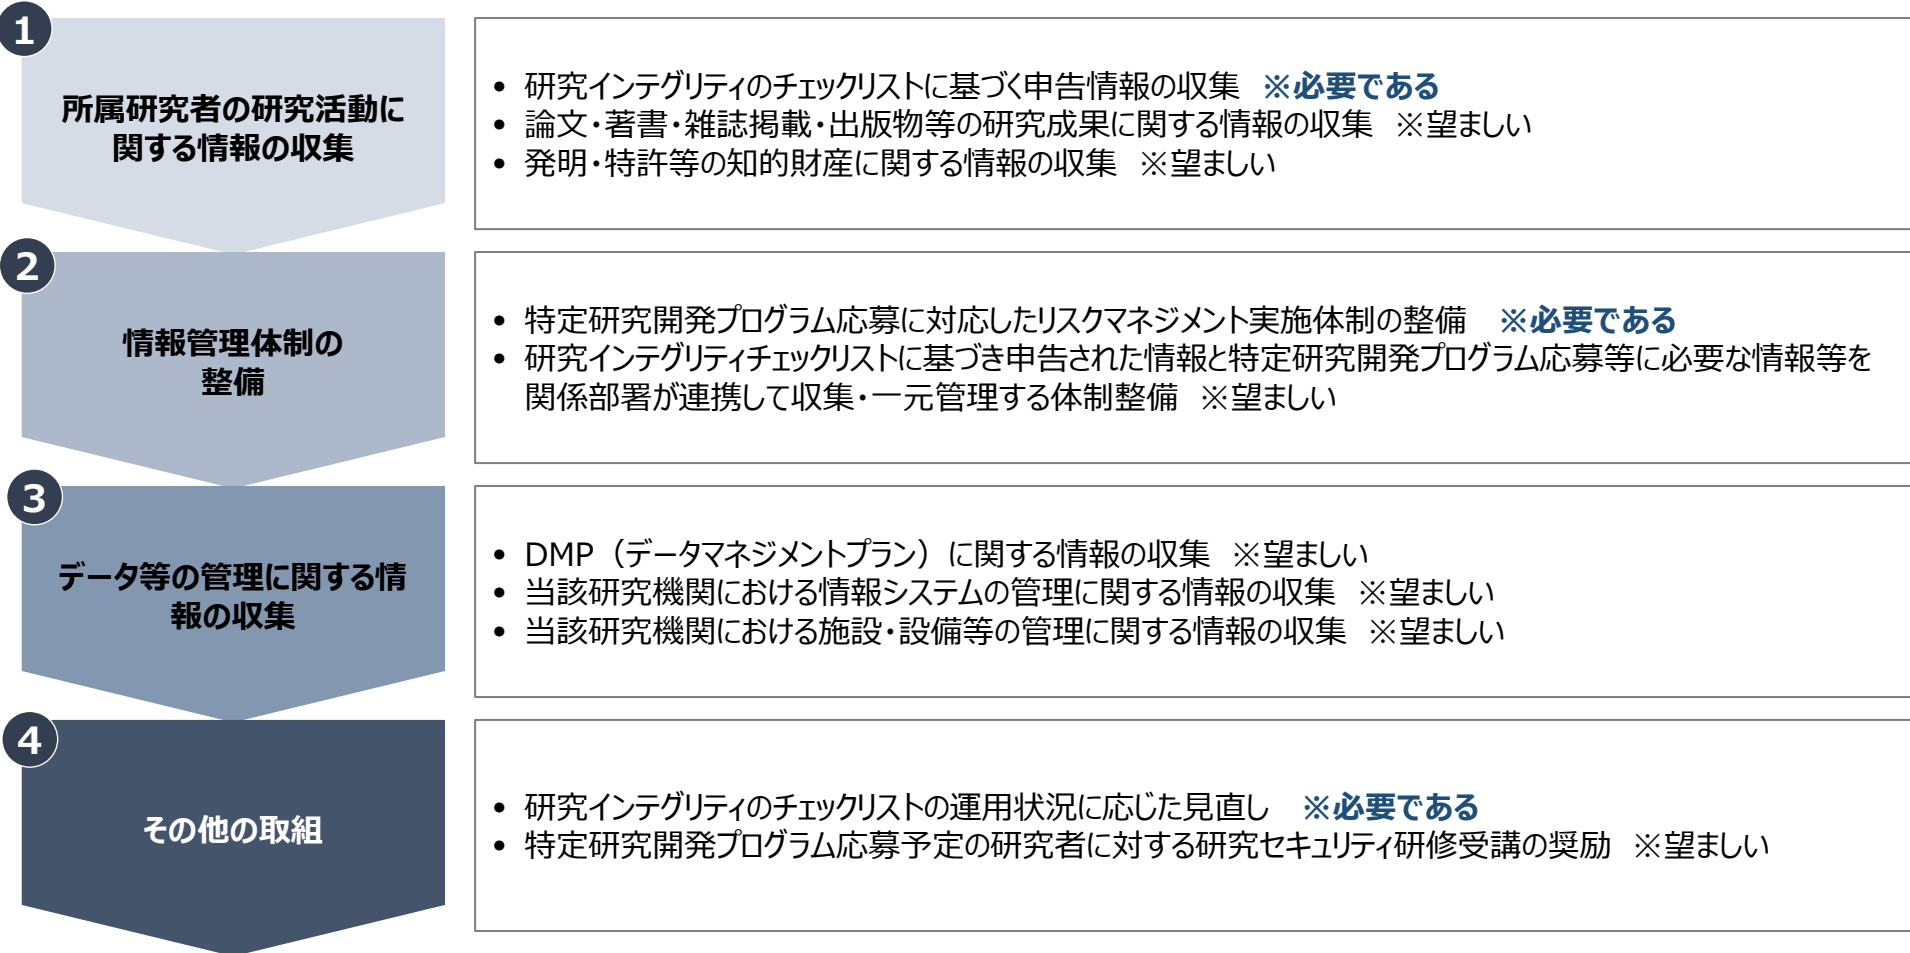 1
所属研究者の研究活動に
関する情報の収集
• 研究インテグリティのチェックリストに基づく申告情報の収集　※必要である
• 論文・著書・雑誌掲載・出版物等の研究成果に関する情報の収集　※望ましい
• 発明・特許等の知的財産に関する情報の収集　※望ましい
2
情報管理体制の
整備
• 特定研究開発プログラム応募に対応したリスクマネジメント実施体制の整備　※必要である
• 研究インテグリティチェックリストに基づき申告された情報と特定研究開発プログラム応募等に必要な情報等を
関係部署が連携して収集・一元管理する体制整備　※望ましい
3
データ等の管理に関する情
報の収集
• DMP（データマネジメントプラン）に関する情報の収集　※望ましい
• 当該研究機関における情報システムの管理に関する情報の収集　※望ましい
• 当該研究機関における施設・設備等の管理に関する情報の収集　※望ましい
4
その他の取組
• 研究インテグリティのチェックリストの運用状況に応じた見直し　※必要である
• 特定研究開発プログラム応募予定の研究者に対する研究セキュリティ研修受講の奨励　※望ましい